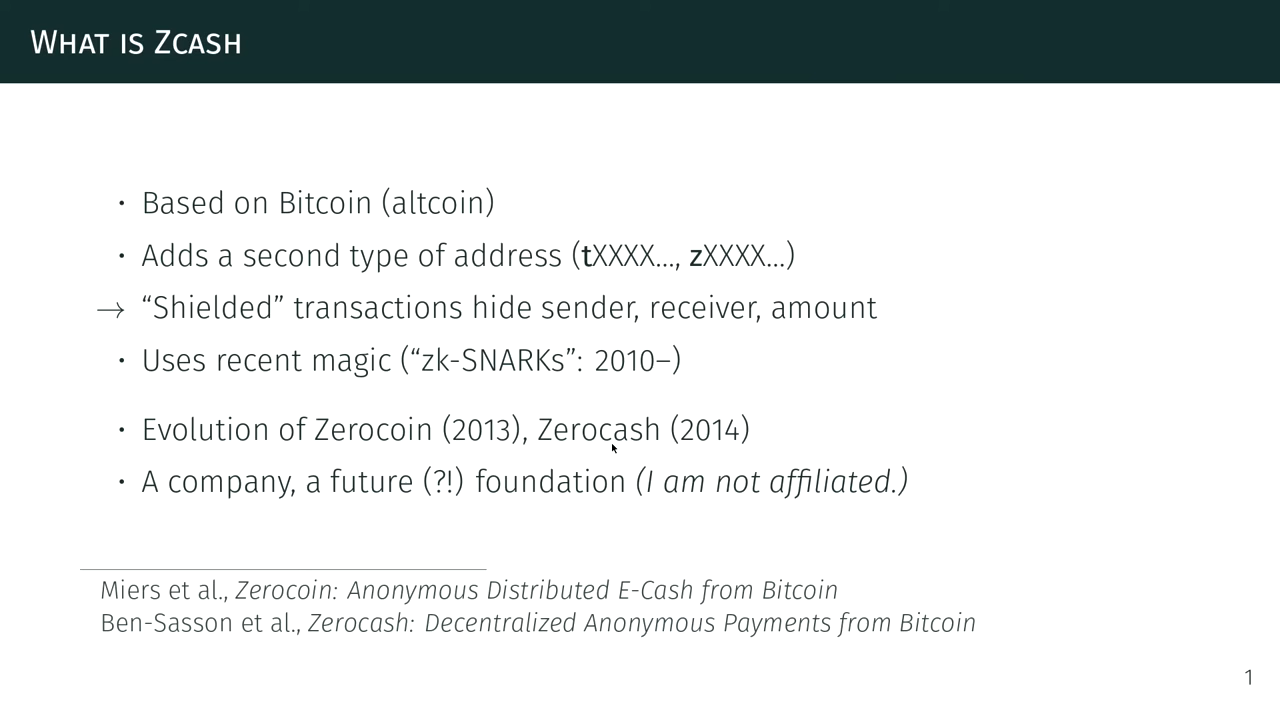 What is Zcash
· Based on Bitcoin (altcoin)
· Adds a second type of address (tXXXX…, zXXXX…)
→ “Shielded” transactions hide sender, receiver, amount
· Uses recent magic (“zk-SNARKs”: 2010–)
· Evolution of Zerocoin (2013), Zerocash (2014)
· A company, a future (?!) foundation (I am not affiliated.)
Miers et al., Zerocoin: Anonymous Distributed E-Cash from Bitcoin
Ben-Sasson et al., Zerocash: Decentralized Anonymous Payments from Bitcoin
1